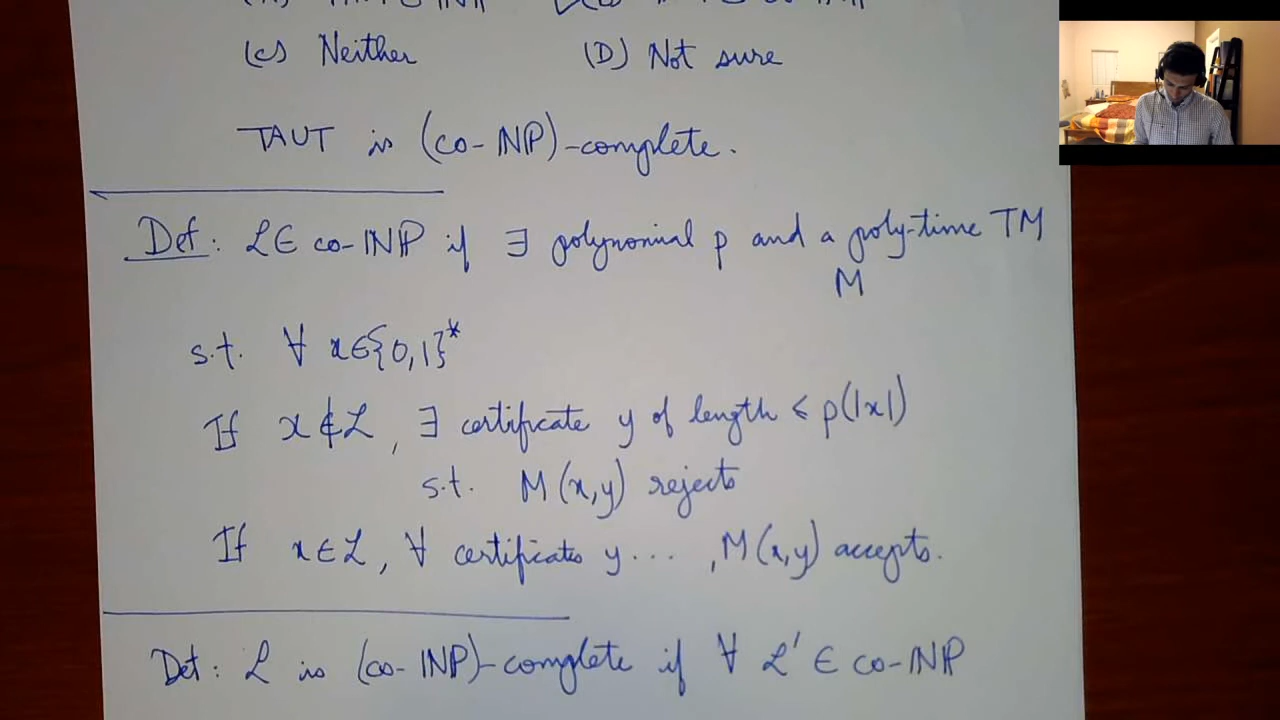 (C) Neither (D) Not sure
TAUT is (co-NP)-complete.
Def: L∈ co-NP if ∃ polynomial p and a poly-time TM
M
s.t. ∀ x∈{0,1}*
If x∉L, ∃ certificate y of length ≤ p(|x|)
s.t. M(x,y) rejects
If x∈L, ∀ certificates y..., M(x,y) accepts.
Def: L is (co-NP)-complete if ∀ L' ∈ co-NP